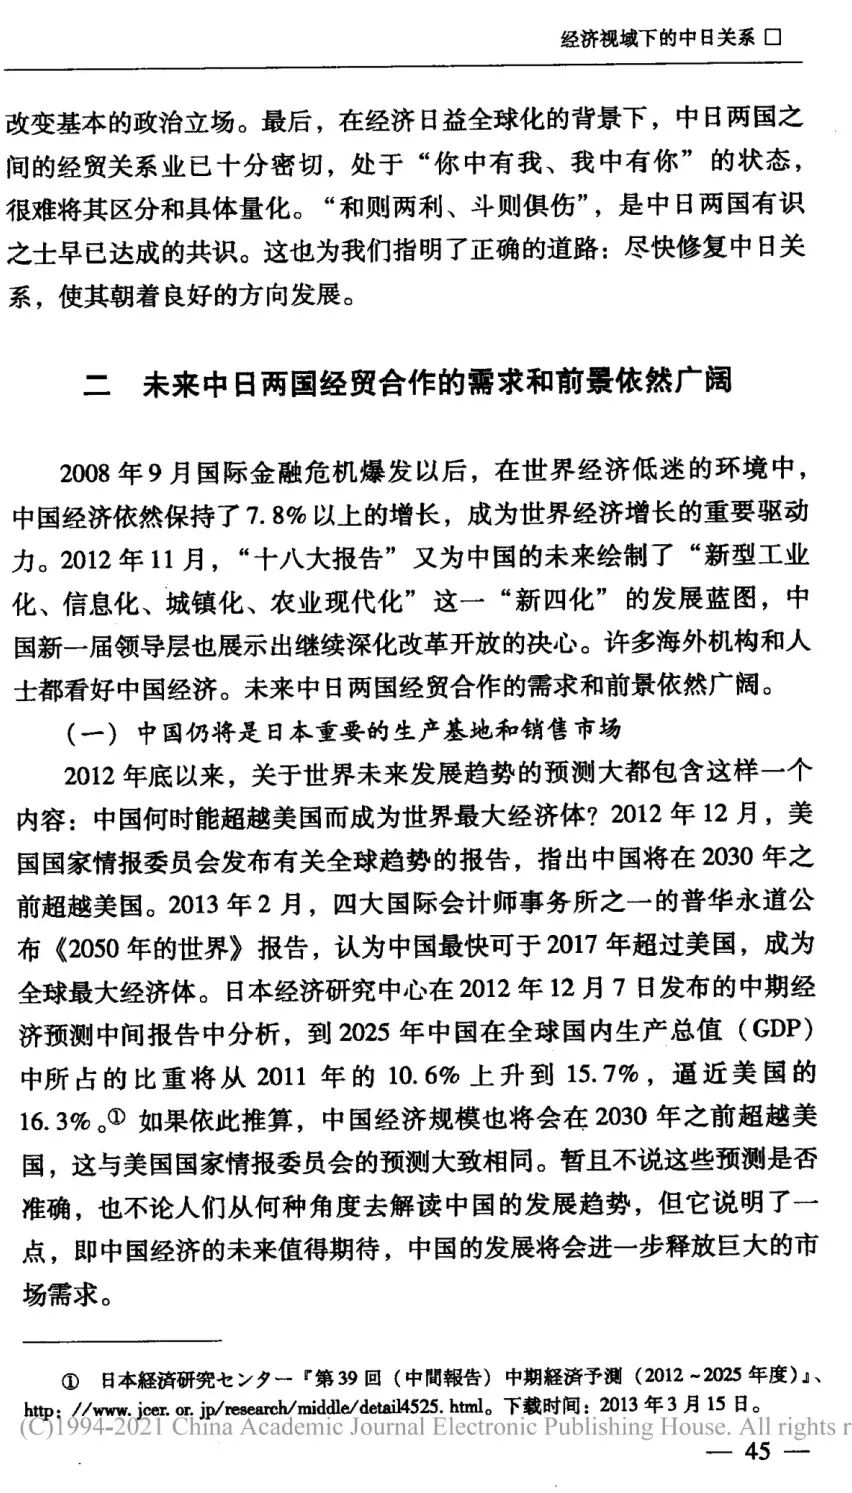 经济视域下的中日关系 □
改变基本的政治立场。最后，在经济日益全球化的背景下，中日两国之
间的经贸关系业已十分密切，处于“你中有我、我中有你”的状态，
很难将其区分和具体量化。“和则两利、斗则俱伤”，是中日两国有识
之士早已达成的共识。这也为我们指明了正确的道路：尽快修复中日关
系，使其朝着良好的方向发展。
二 未来中日两国经贸合作的需求和前景依然广阔
2008 年 9 月国际金融危机爆发以后，在世界经济低迷的环境中，
中国经济依然保持了 7.8% 以上的增长，成为世界经济增长的重要驱动
力。2012 年 11 月，“十八大报告”又为中国的未来绘制了“新型工业
化、信息化、城镇化、农业现代化”这一“新四化”的发展蓝图，中
国新一届领导层也展示出继续深化改革开放的决心。许多海外机构和人
士都看好中国经济。未来中日两国经贸合作的需求和前景依然广阔。
（一）中国仍将是日本重要的生产基地和销售市场
2012 年底以来，关于世界未来发展趋势的预测大都包含这样一个
内容：中国何时能超越美国而成为世界最大经济体？2012 年 12 月，美
国国家情报委员会发布有关全球趋势的报告，指出中国将在 2030 年之
前超越美国。2013 年 2 月，四大国际会计师事务所之一的普华永道公
布《2050 年的世界》报告，认为中国最快可于 2017 年超过美国，成为
全球最大经济体。日本经济研究中心在 2012 年 12 月 7 日发布的中期经
济预测中间报告中分析，到 2025 年中国在全球国内生产总值（GDP）
中所占的比重将从 2011 年的 10.6% 上升到 15.7%，逼近美国的
16.3%。① 如果依此推算，中国经济规模也将会在 2030 年之前超越美
国，这与美国国家情报委员会的预测大致相同。暂且不说这些预测是否
准确，也不论人们从何种角度去解读中国的发展趋势，但它说明了一
点，即中国经济的未来值得期待，中国的发展将会进一步释放巨大的市
场需求。
① 日本経済研究センター『第 39 回（中間報告）中期経済予測（2012～2025 年度）』、
http：//www.jcer.or.jp/research/middle/detail4525.html。下载时间：2013 年 3 月 15 日。
(C)1994-2021 China Academic Journal Electronic Publishing House. All rights r
— 45 —